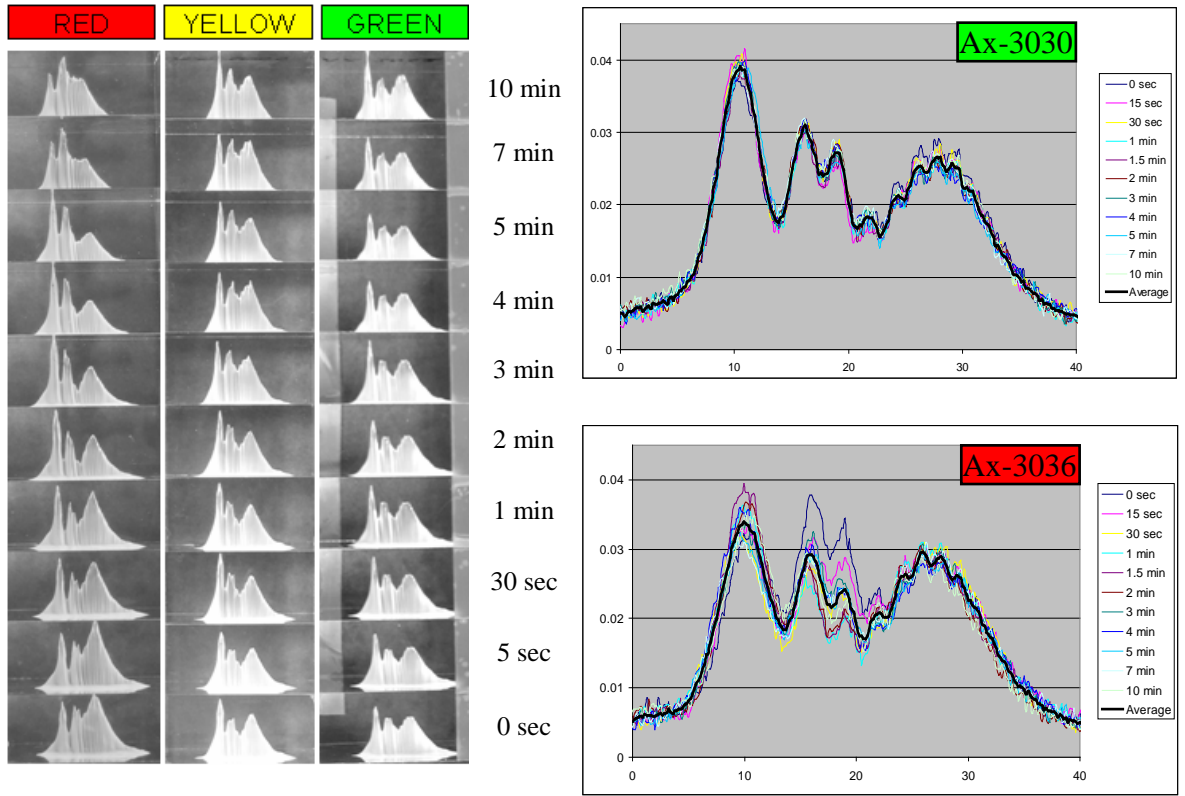 RED YELLOW GREEN
10 min
7 min
5 min
4 min
3 min
2 min
1 min
30 sec
5 sec
0 sec
Ax-3030
0.04
0.03
0.02
0.01
0
0 10 20 30 40
0 sec
15 sec
30 sec
1 min
1.5 min
2 min
3 min
4 min
5 min
7 min
10 min
Average
Ax-3036
0.04
0.03
0.02
0.01
0
0 10 20 30 40
0 sec
15 sec
30 sec
1 min
1.5 min
2 min
3 min
4 min
5 min
7 min
10 min
Average